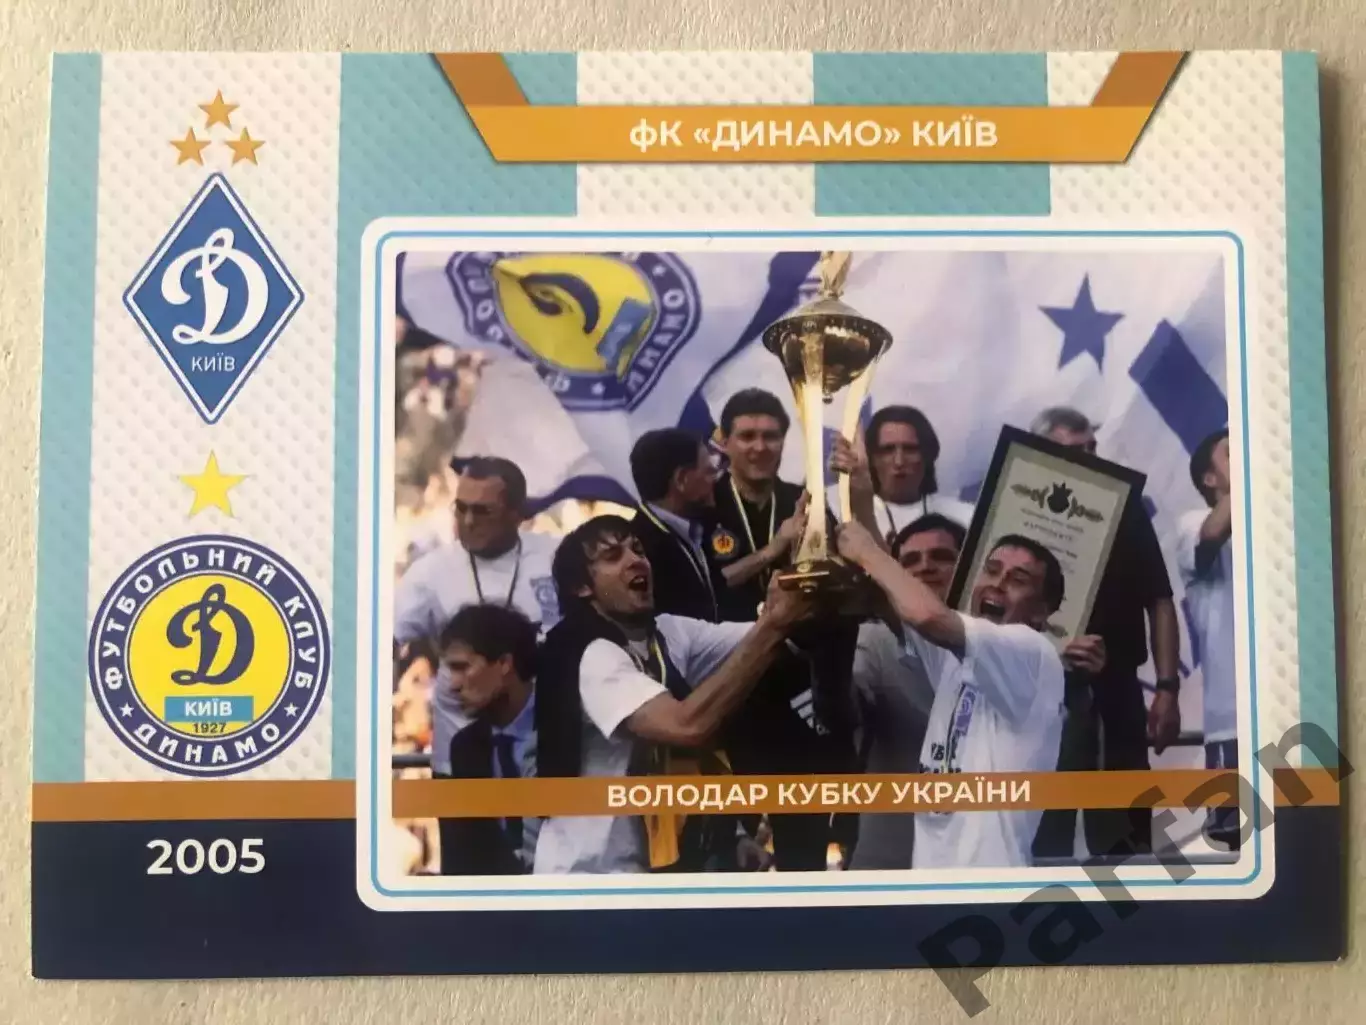 ФК «ДИНАМО» КИЇВ
КИЇВ
ФУТБОЛЬНИЙ КЛУБ
КИЇВ
1927
ДИНАМО
ВОЛОДАР КУБКУ УКРАЇНИ
2005
Parfan